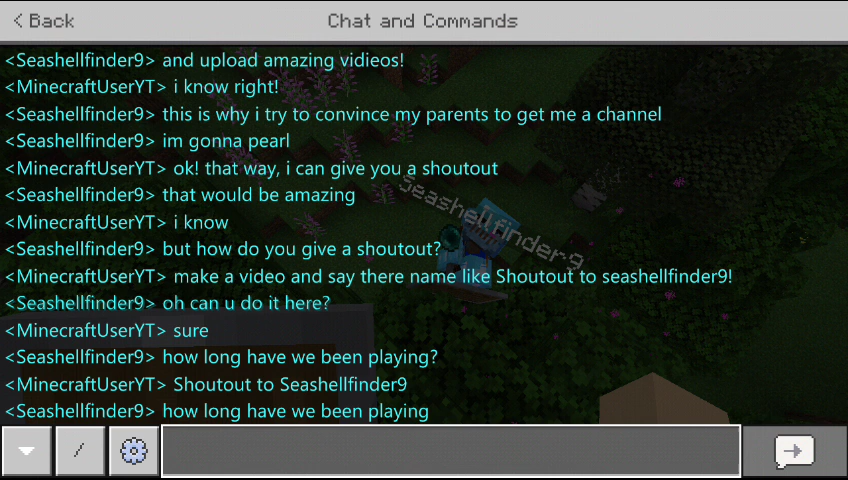 Back
Chat and Commands
<Seashellfinder9> and upload amazing vidieos!
<MinecraftUserYT> i know right!
<Seashellfinder9> this is why i try to convince my parents to get me a channel
<Seashellfinder9> im gonna pearl
<MinecraftUserYT> ok! that way, i can give you a shoutout
<Seashellfinder9> that would be amazing
<MinecraftUserYT> i know
<Seashellfinder9> but how do you give a shoutout?
<MinecraftUserYT> make a video and say there name like Shoutout to seashellfinder9!
<Seashellfinder9> oh can u do it here?
<MinecraftUserYT> sure
<Seashellfinder9> how long have we been playing?
<MinecraftUserYT> Shoutout to Seashellfinder9
<Seashellfinder9> how long have we been playing
Seashellfinder9
/